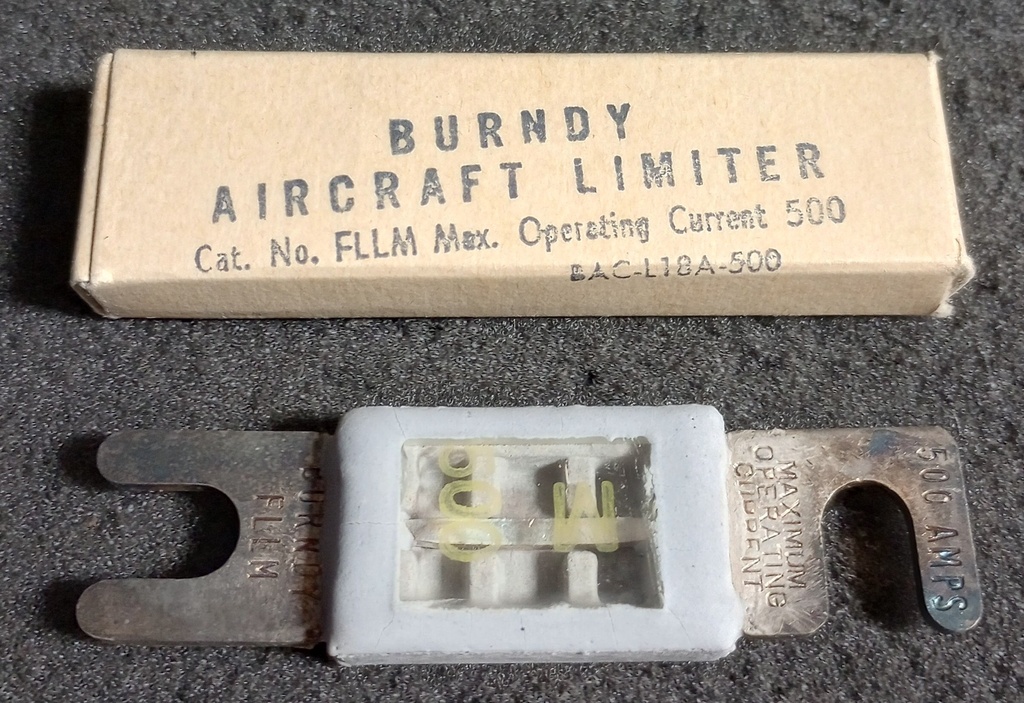 BURNDY
AIRCRAFT LIMITER
Cat. No. FLLM Max. Operating Current 500
BAC-L18A-500
BURNDY
FLLM
500
M
MAXIMUM
OPERATING
CURRENT
500 AMPS